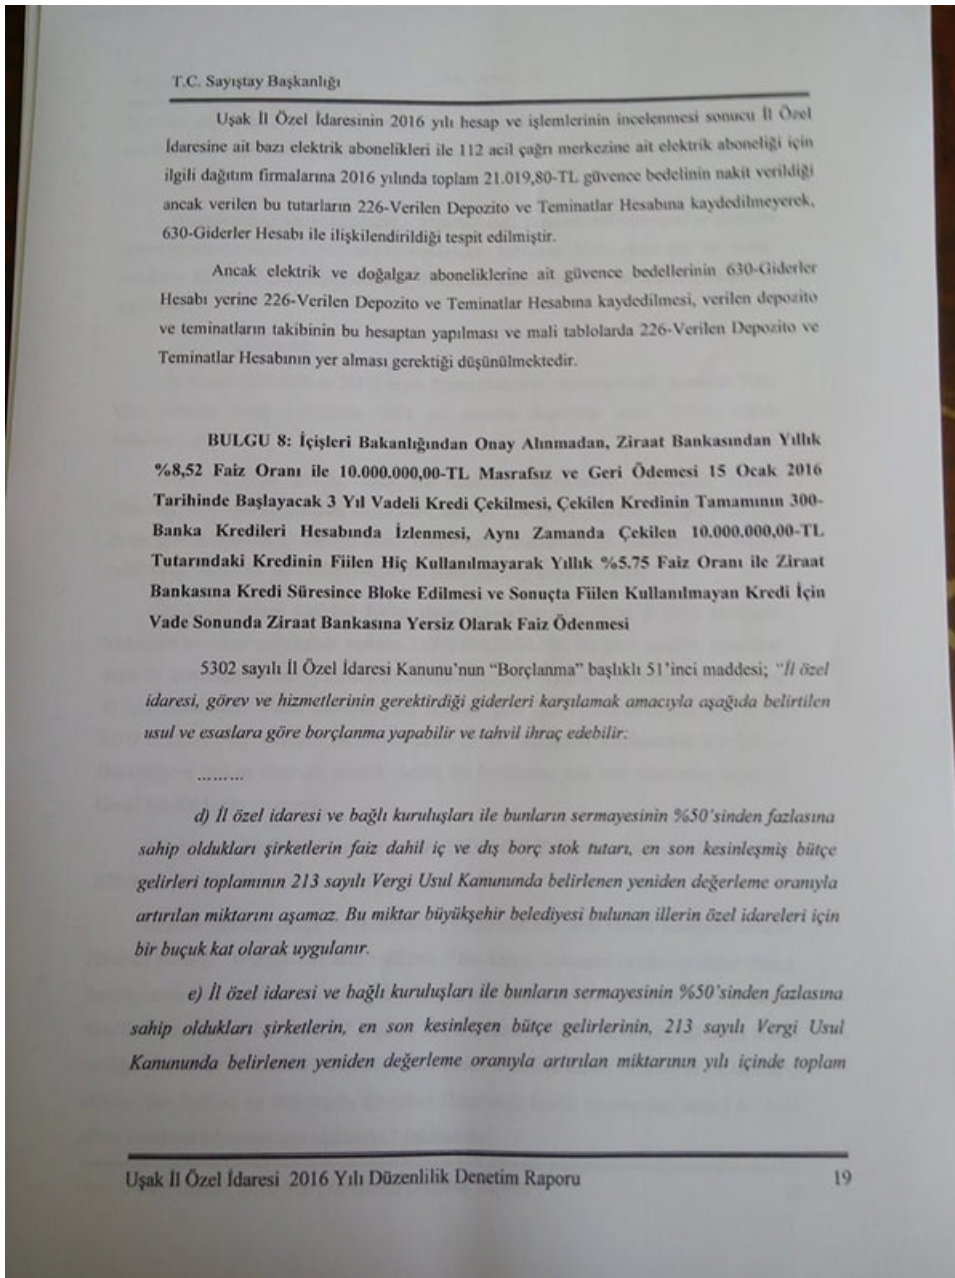 T.C. Sayıştay Başkanlığı
Uşak İl Özel İdaresinin 2016 yılı hesap ve işlemlerinin incelenmesi sonucu İl Özel
İdaresine ait bazı elektrik abonelikleri ile 112 acil çağrı merkezine ait elektrik aboneliği için
ilgili dağıtım firmalarına 2016 yılında toplam 21.019,80-TL güvence bedelinin nakit verildiği
ancak verilen bu tutarların 226-Verilen Depozito ve Teminatlar Hesabına kaydedilmeyerek,
630-Giderler Hesabı ile ilişkilendirildiği tespit edilmiştir.
Ancak elektrik ve doğalgaz aboneliklerine ait güvence bedellerinin 630-Giderler
Hesabı yerine 226-Verilen Depozito ve Teminatlar Hesabına kaydedilmesi, verilen depozito
ve teminatların takibinin bu hesaptan yapılması ve mali tablolarda 226-Verilen Depozito ve
Teminatlar Hesabının yer alması gerektiği düşünülmektedir.
BULGU 8: İçişleri Bakanlığından Onay Alınmadan, Ziraat Bankasından Yıllık
%8,52 Faiz Oranı ile 10.000.000,00-TL Masrafsız ve Geri Ödemesi 15 Ocak 2016
Tarihinde Başlayacak 3 Yıl Vadeli Kredi Çekilmesi, Çekilen Kredinin Tamamının 300-
Banka Kredileri Hesabında İzlenmesi, Aynı Zamanda Çekilen 10.000.000,00-TL
Tutarındaki Kredinin Fiilen Hiç Kullanılmayarak Yıllık %5.75 Faiz Oranı ile Ziraat
Bankasına Kredi Süresince Bloke Edilmesi ve Sonuçta Fiilen Kullanılmayan Kredi İçin
Vade Sonunda Ziraat Bankasına Yersiz Olarak Faiz Ödenmesi
5302 sayılı İl Özel İdaresi Kanunu'nun “Borçlanma” başlıklı 51'inci maddesi; “İl özel
idaresi, görev ve hizmetlerinin gerektirdiği giderleri karşılamak amacıyla aşağıda belirtilen
usul ve esaslara göre borçlanma yapabilir ve tahvil ihraç edebilir:
.........
d) İl özel idaresi ve bağlı kuruluşları ile bunların sermayesinin %50'sinden fazlasına
sahip oldukları şirketlerin faiz dahil iç ve dış borç stok tutarı, en son kesinleşmiş bütçe
gelirleri toplamının 213 sayılı Vergi Usul Kanununda belirlenen yeniden değerleme oranıyla
artırılan miktarını aşamaz. Bu miktar büyükşehir belediyesi bulunan illerin özel idareleri için
bir buçuk kat olarak uygulanır.
e) İl özel idaresi ve bağlı kuruluşları ile bunların sermayesinin %50'sinden fazlasına
sahip oldukları şirketlerin, en son kesinleşen bütçe gelirlerinin, 213 sayılı Vergi Usul
Kanununda belirlenen yeniden değerleme oranıyla artırılan miktarının yılı içinde toplam
Uşak İl Özel İdaresi 2016 Yılı Düzenlilik Denetim Raporu 19